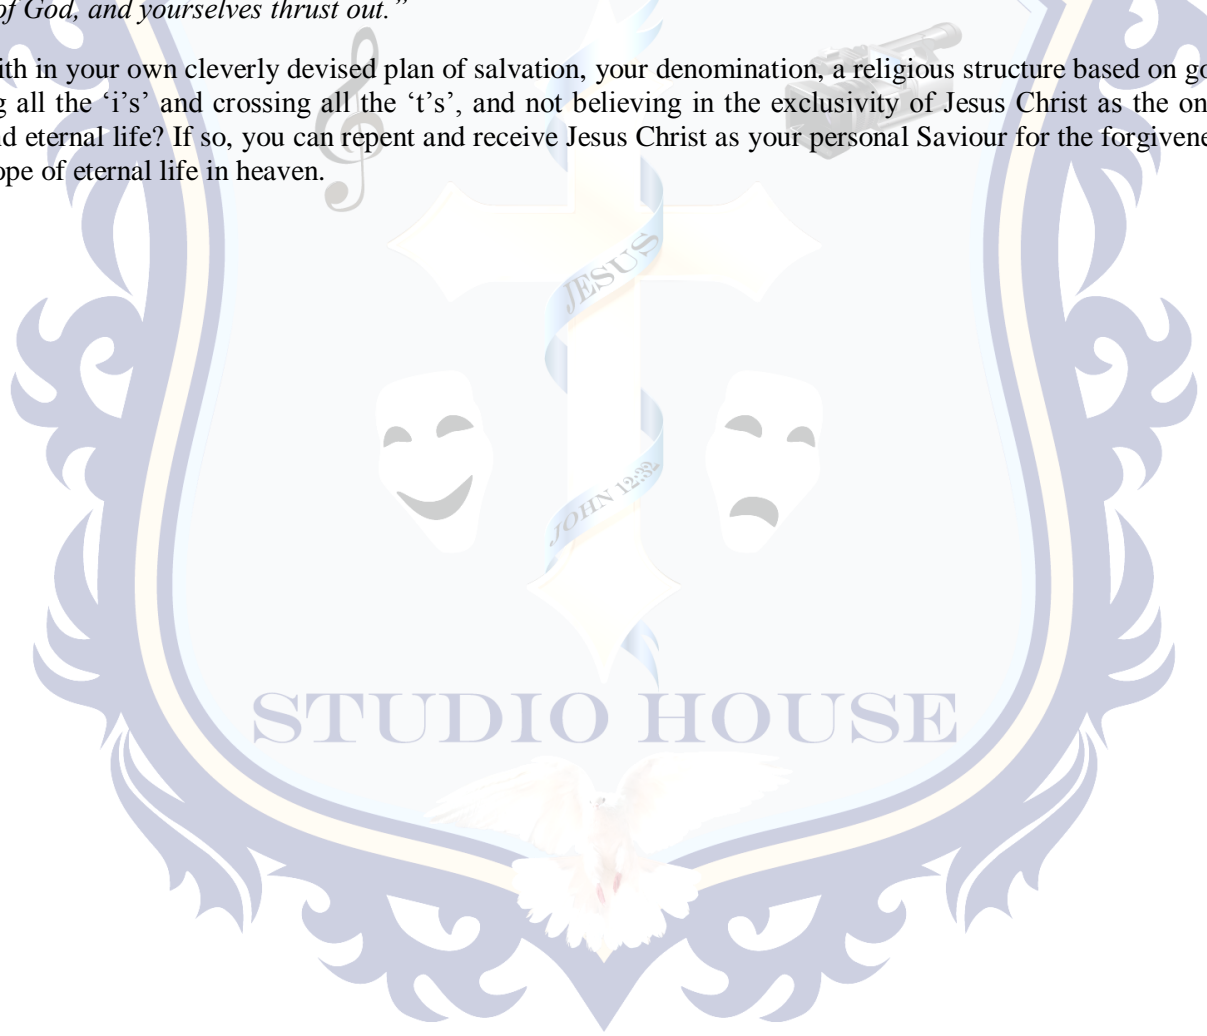 of God, and yourselves thrust out.”
ith in your own cleverly devised plan of salvation, your denomination, a religious structure based on go
g all the ‘i’s’ and crossing all the ‘t’s’, and not believing in the exclusivity of Jesus Christ as the on
nd eternal life? If so, you can repent and receive Jesus Christ as your personal Saviour for the forgivene
ope of eternal life in heaven.
JESUS
JOHN 12:32
STUDIO HOUSE